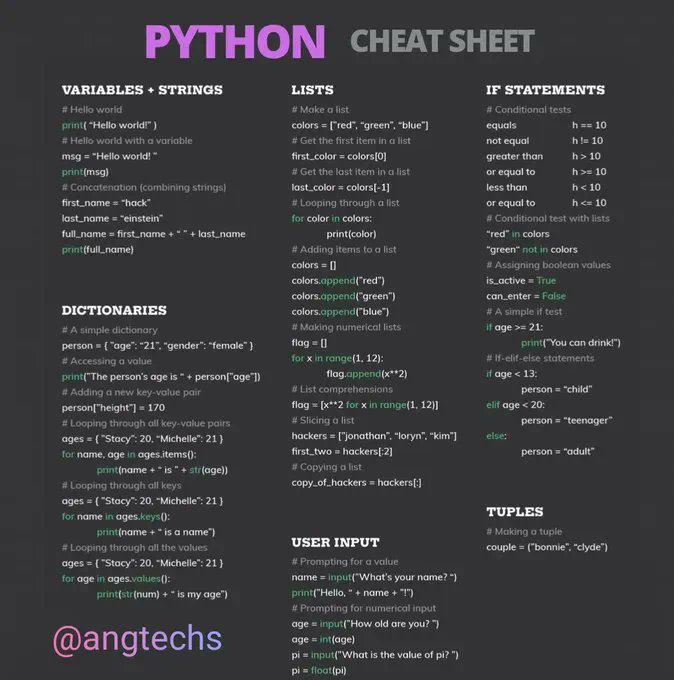 PYTHON CHEAT SHEET
VARIABLES + STRINGS
# Hello world
print( “Hello world!” )
# Hello world with a variable
msg = “Hello world! ”
print(msg)
# Concatenation (combining strings)
first_name = “hack”
last_name = “einstein”
full_name = first_name + “ ” + last_name
print(full_name)
DICTIONARIES
# A simple dictionary
person = { ”age”: “21”, “gender”: “female” }
# Accessing a value
print(”The person’s age is “ + person[”age”])
# Adding a new key-value pair
person[”height”] = 170
# Looping through all key-value pairs
ages = { ”Stacy”: 20, “Michelle”: 21 }
for name, age in ages.items():
print(name + “ is ” + str(age))
# Looping through all keys
ages = { ”Stacy”: 20, “Michelle”: 21 }
for name in ages.keys():
print(name + “ is a name”)
# Looping through all the values
ages = { ”Stacy”: 20, “Michelle”: 21 }
for age in ages.values():
print(str(num) + “ is my age”)
@angtechs
LISTS
# Make a list
colors = [”red”, “green”, “blue”]
# Get the first item in a list
first_color = colors[0]
# Get the last item in a list
last_color = colors[-1]
# Looping through a list
for color in colors:
print(color)
# Adding items to a list
colors = []
colors.append(”red”)
colors.append(”green”)
colors.append(”blue”)
# Making numerical lists
flag = []
for x in range(1, 12):
flag.append(x**2)
# List comprehensions
flag = [x**2 for x in range(1, 12)]
# Slicing a list
hackers = [”jonathan”, “loryn”, “kim”]
first_two = hackers[:2]
# Copying a list
copy_of_hackers = hackers[:]
USER INPUT
# Prompting for a value
name = input(”What’s your name? “)
print(”Hello, “ + name + ”!”)
# Prompting for numerical input
age = input(”How old are you? ”)
age = int(age)
pi = input(”What is the value of pi? ”)
pi = float(pi)
IF STATEMENTS
# Conditional tests
equals h == 10
not equal h != 10
greater than h > 10
or equal to h >= 10
less than h < 10
or equal to h <= 10
# Conditional test with lists
“red” in colors
“green“ not in colors
# Assigning boolean values
is_active = True
can_enter = False
# A simple if test
if age >= 21:
print(”You can drink!”)
# If-elif-else statements
if age < 13:
person = “child”
elif age < 20:
person = “teenager”
else:
person = “adult”
TUPLES
# Making a tuple
couple = (”bonnie”, “clyde”)